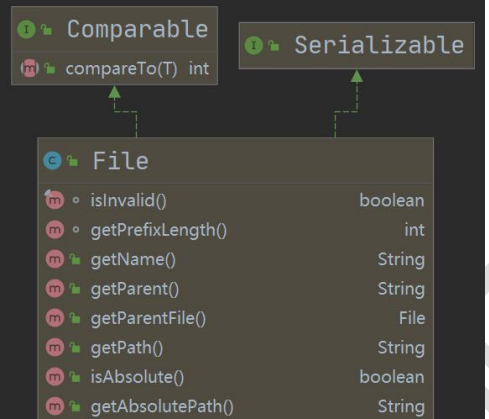 Comparable
compareTo(T) int
Serializable
File
isInvalid() boolean
getPrefixLength() int
getName() String
getParent() String
getParentFile() File
getPath() String
isAbsolute() boolean
getAbsolutePath() String